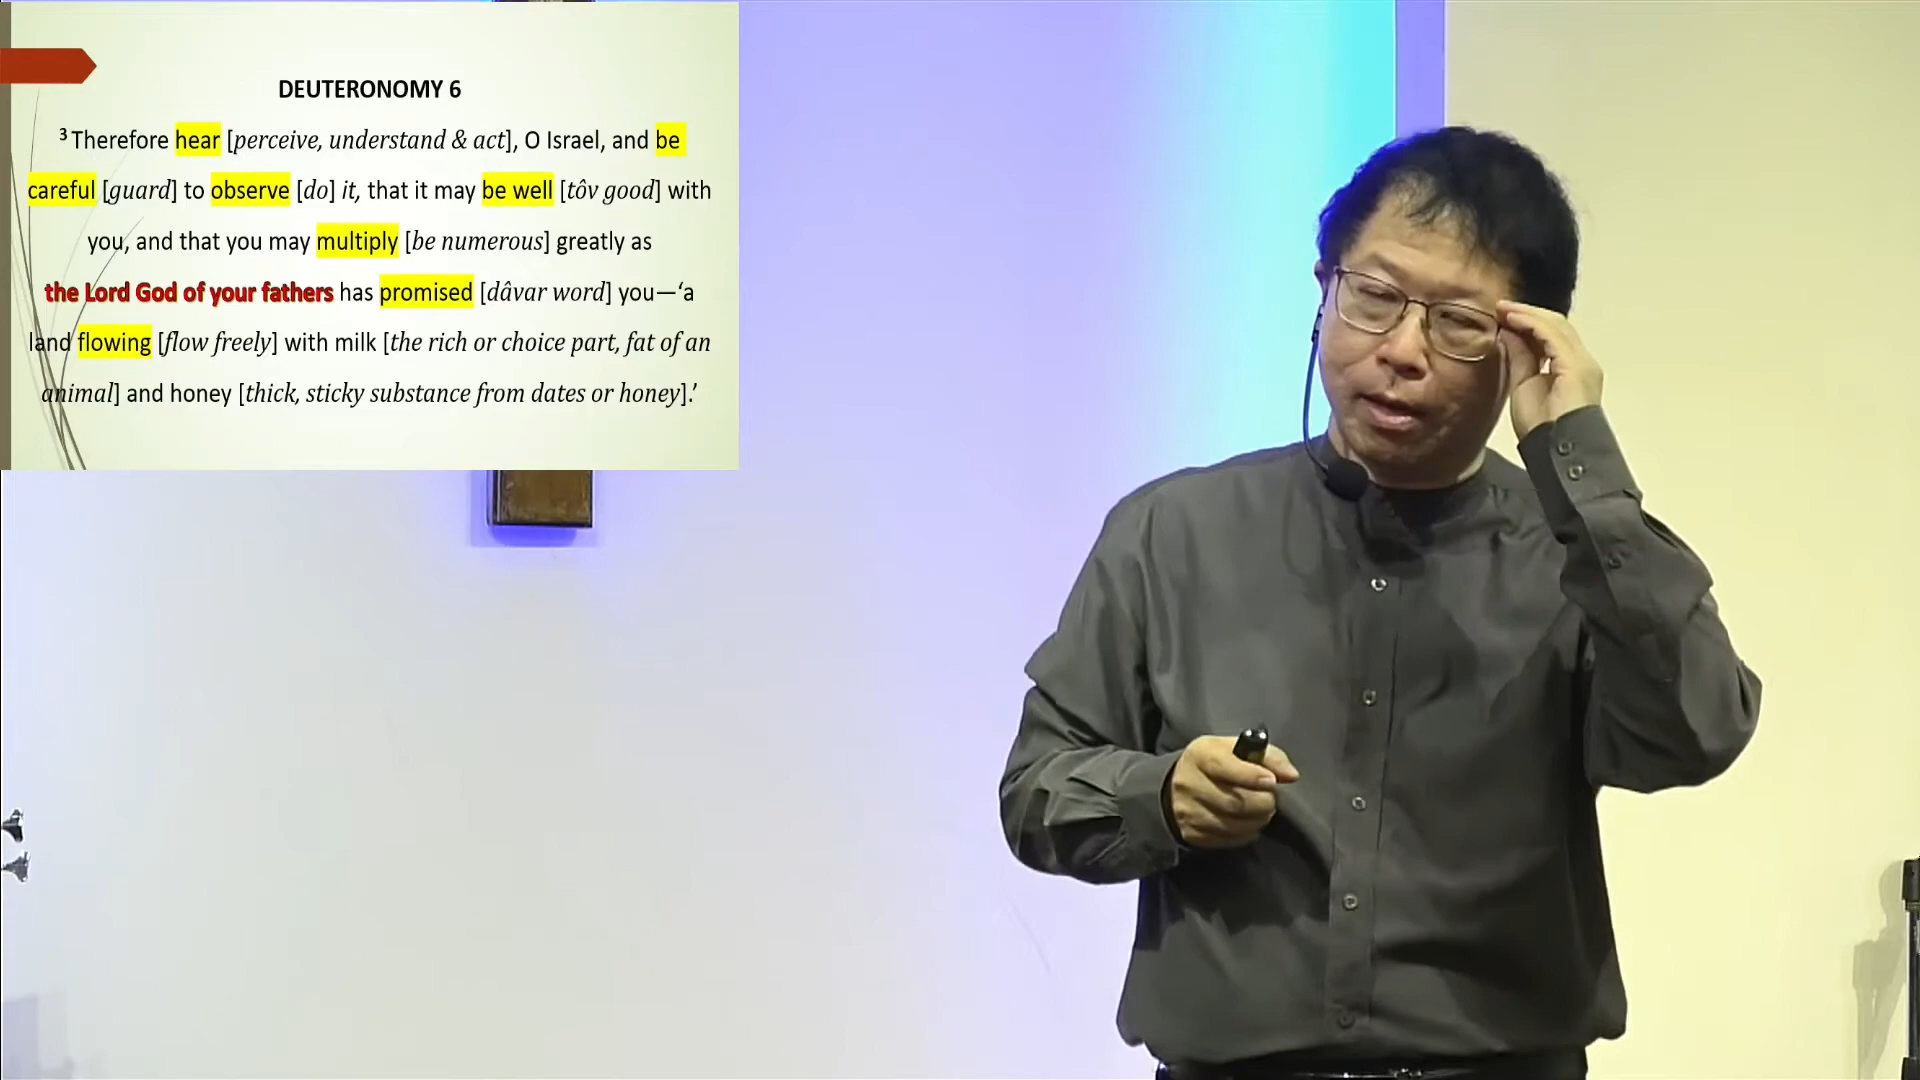 DEUTERONOMY 6
3 Therefore hear [perceive, understand & act], O Israel, and be
careful [guard] to observe [do] it, that it may be well [tôv good] with
you, and that you may multiply [be numerous] greatly as
the Lord God of your fathers has promised [dâvar word] you—‘a
land flowing [flow freely] with milk [the rich or choice part, fat of an
animal] and honey [thick, sticky substance from dates or honey].’